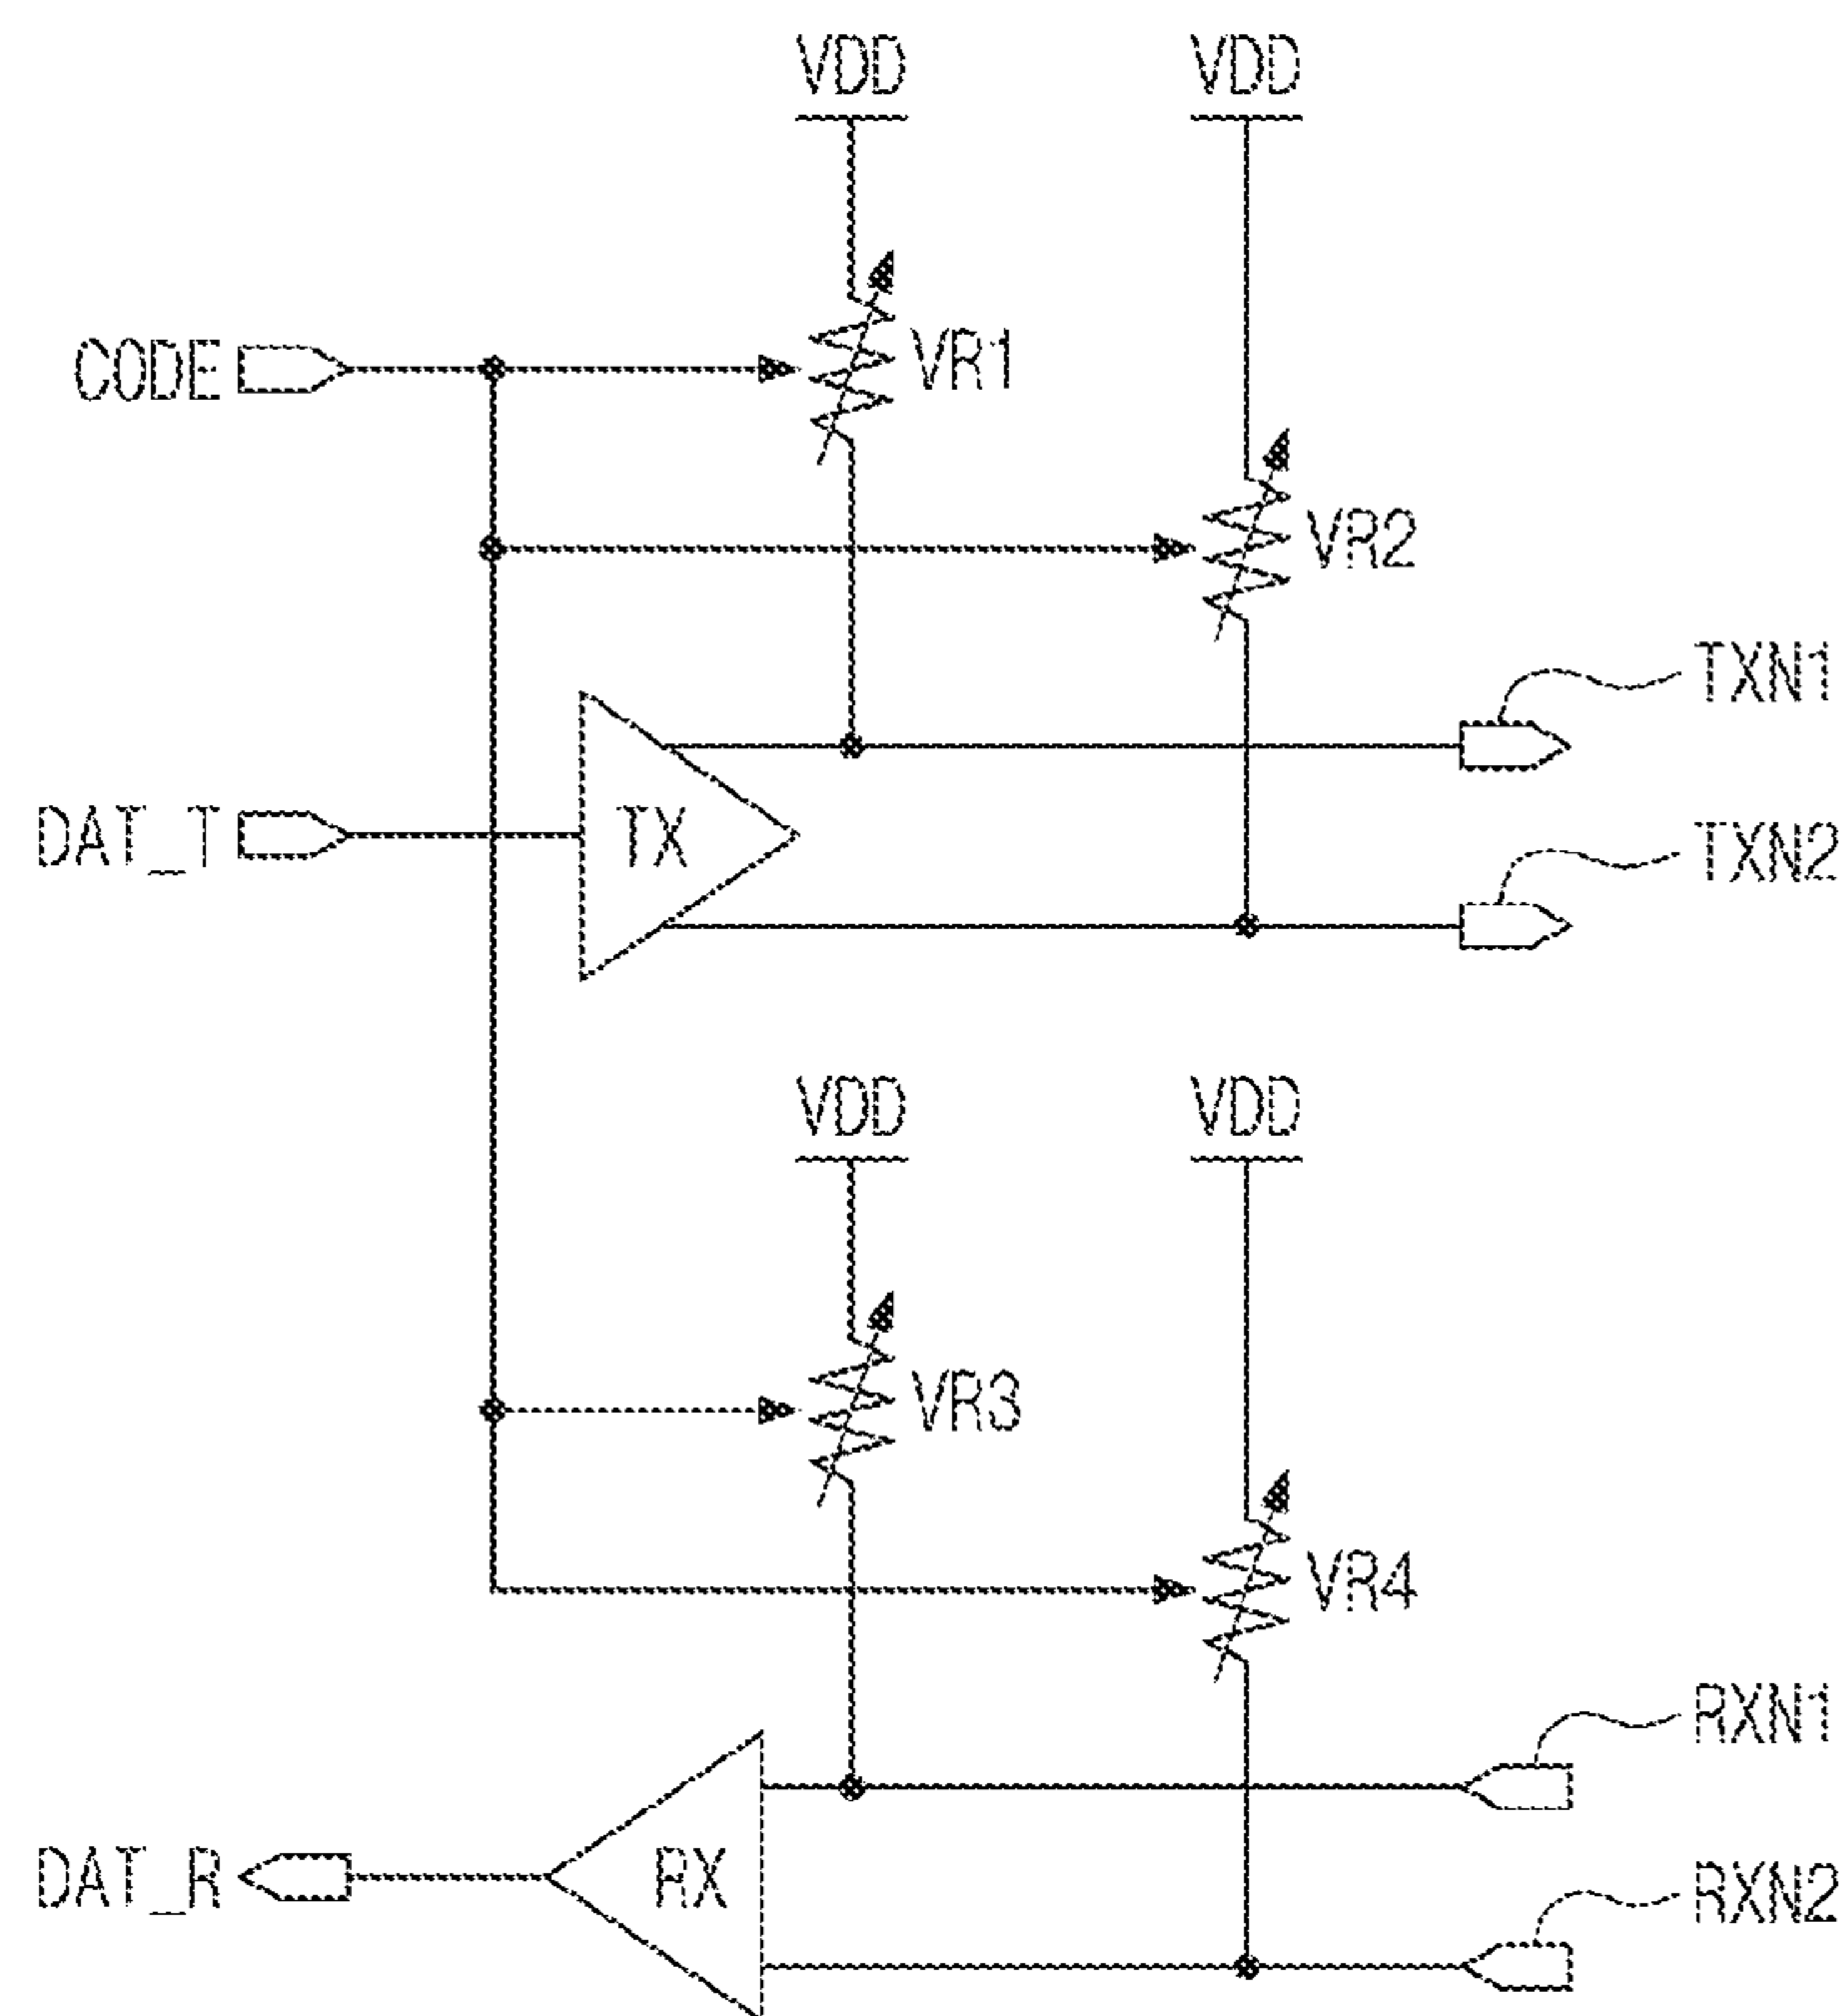 VDD VDD
CODE VR1
VR2
TXN1
DAT_T TX TXN2
VDD VDD
VR3
VR4
RXN1
DAT_R RX RXN2